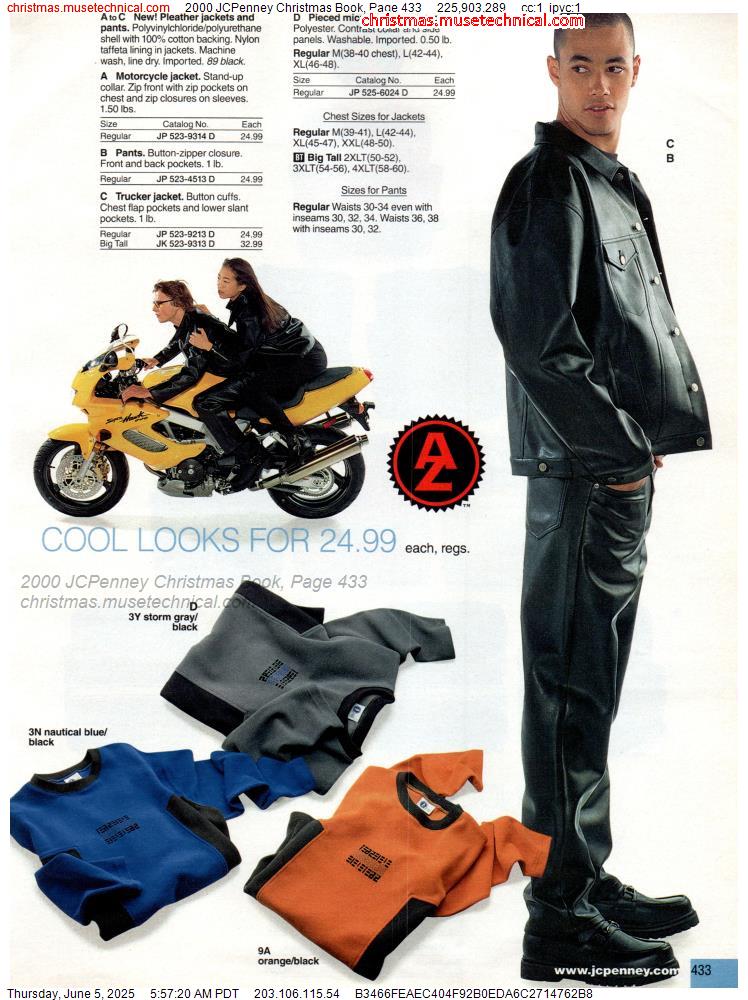 christmas.musetechnical.com 2000 JCPenney Christmas Book, Page 433 225,903.289 cc:1 ipyc:1
christmas.musetechnical.com
A to C New! Pleather jackets and
pants. Polyvinylchloride/polyurethane
shell with 100% cotton backing. Nylon
taffeta lining in jackets. Machine
wash, line dry. Imported. 89 black.
A Motorcycle jacket. Stand-up
collar. Zip front with zip pockets on
chest and zip closures on sleeves.
1.50 lbs.
Size Catalog No. Each
Regular JP 523-9314 D 24.99
B Pants. Button-zipper closure.
Front and back pockets. 1 lb.
Regular JP 523-4513 D 24.99
C Trucker jacket. Button cuffs.
Chest flap pockets and lower slant
pockets. 1 lb.
Regular JP 523-9213 D 24.99
Big Tall JK 523-9313 D 32.99
D Pieced
Polyester. Contrast collar and side
panels. Washable. Imported. 0.50 lb.
Regular M(38-40 chest), L(42-44),
XL(46-48).
Size Catalog No. Each
Regular JP 525-6024 D 24.99
Chest Sizes for Jackets
Regular M(39-41), L(42-44),
XL(45-47), XXL(48-50).
BT Big Tall 2XLT(50-52),
3XLT(54-56), 4XLT(58-60).
Sizes for Pants
Regular Waists 30-34 even with
inseams 30, 32, 34. Waists 36, 38
with inseams 30, 32.
C
B
AZ
TM
COOL LOOKS FOR 24.99 each, regs.
2000 JCPenney Christmas Book, Page 433
christmas.musetechnical.com
D
3Y storm gray/
black
3N nautical blue/
black
9A
orange/black
www.jcpenney.com 433
Thursday, June 5, 2025 5:57:20 AM PDT 203.106.115.54 B3466FEAEC404F92B0EDA6C2714762B8